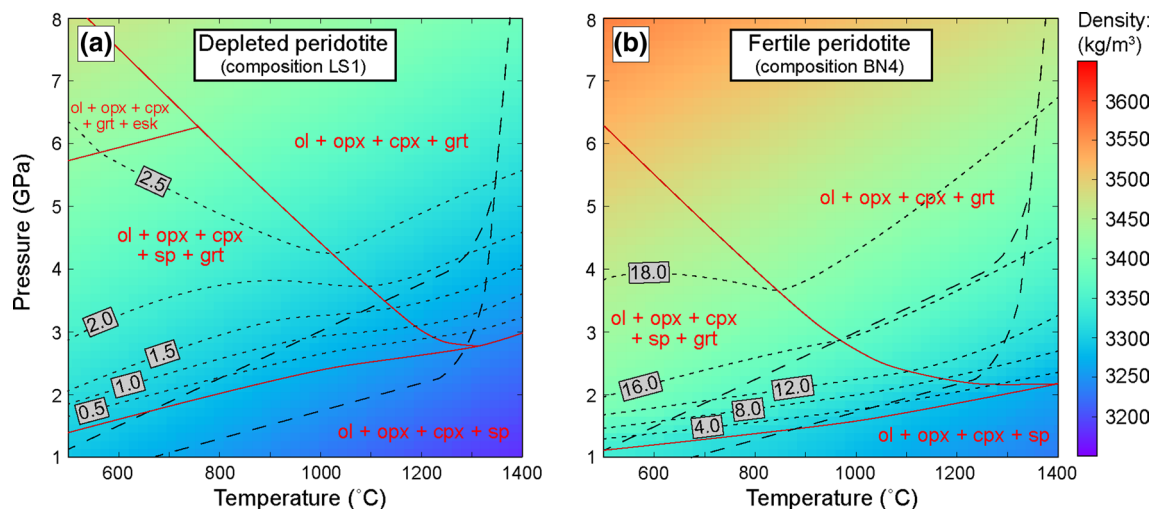 (a)
Depleted peridotite
(composition LS1)
ol + opx + cpx
+ grt + esk
ol + opx + cpx + grt
2.5
ol + opx + cpx
+ sp + grt
2.0
1.5
1.0
0.5
ol + opx + cpx + sp
8
7
6
5
4
3
2
1
Pressure (GPa)
600
800
1000
1200
1400
Temperature (°C)
(b)
Fertile peridotite
(composition BN4)
ol + opx + cpx + grt
18.0
ol + opx + cpx
+ sp + grt
16.0
12.0
8.0
4.0
ol + opx + cpx + sp
8
7
6
5
4
3
2
1
600
800
1000
1200
1400
Temperature (°C)
Density:
(kg/m³)
3600
3500
3450
3400
3350
3300
3250
3200